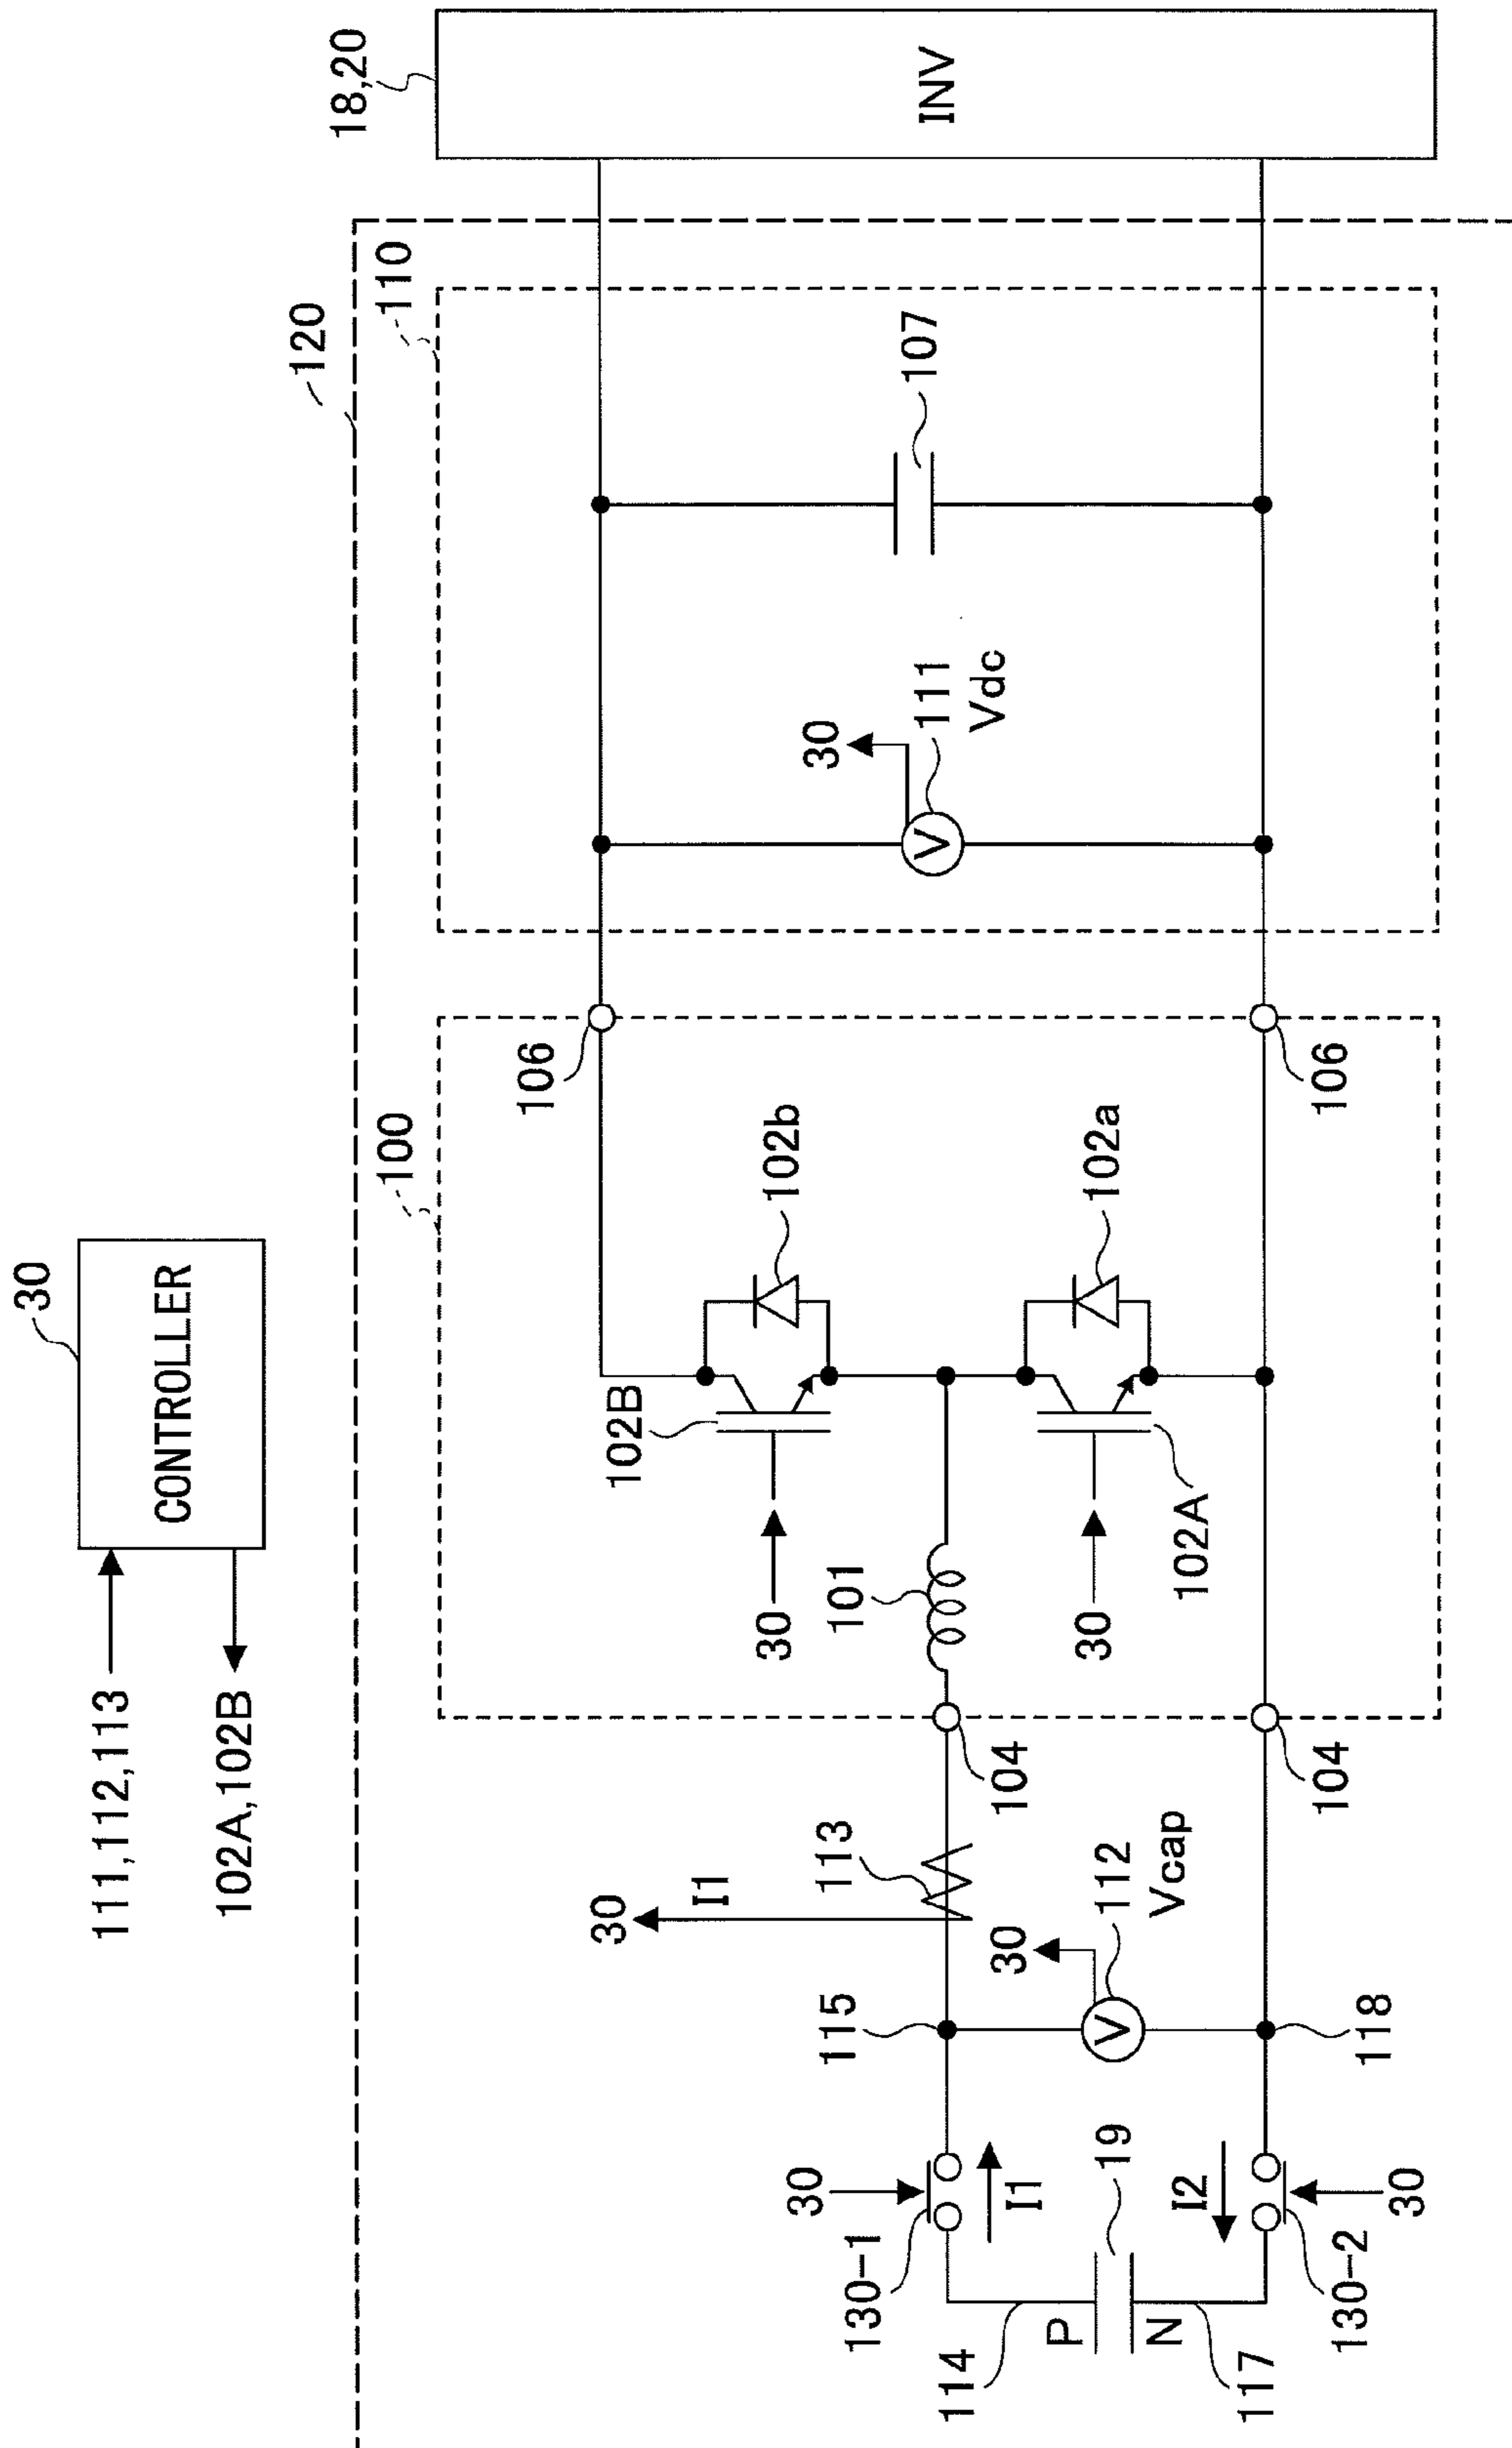 30
CONTROLLER
111,112,113
102A,102B
120
18,20
INV
100
110
106
102B
102b
30
101
30
102A
102a
104
104
106
30
111
Vdc
107
30
I1
113
30
112
Vcap
115
118
30
130-1
I1
19
I2
30
130-2
114
P
N
117